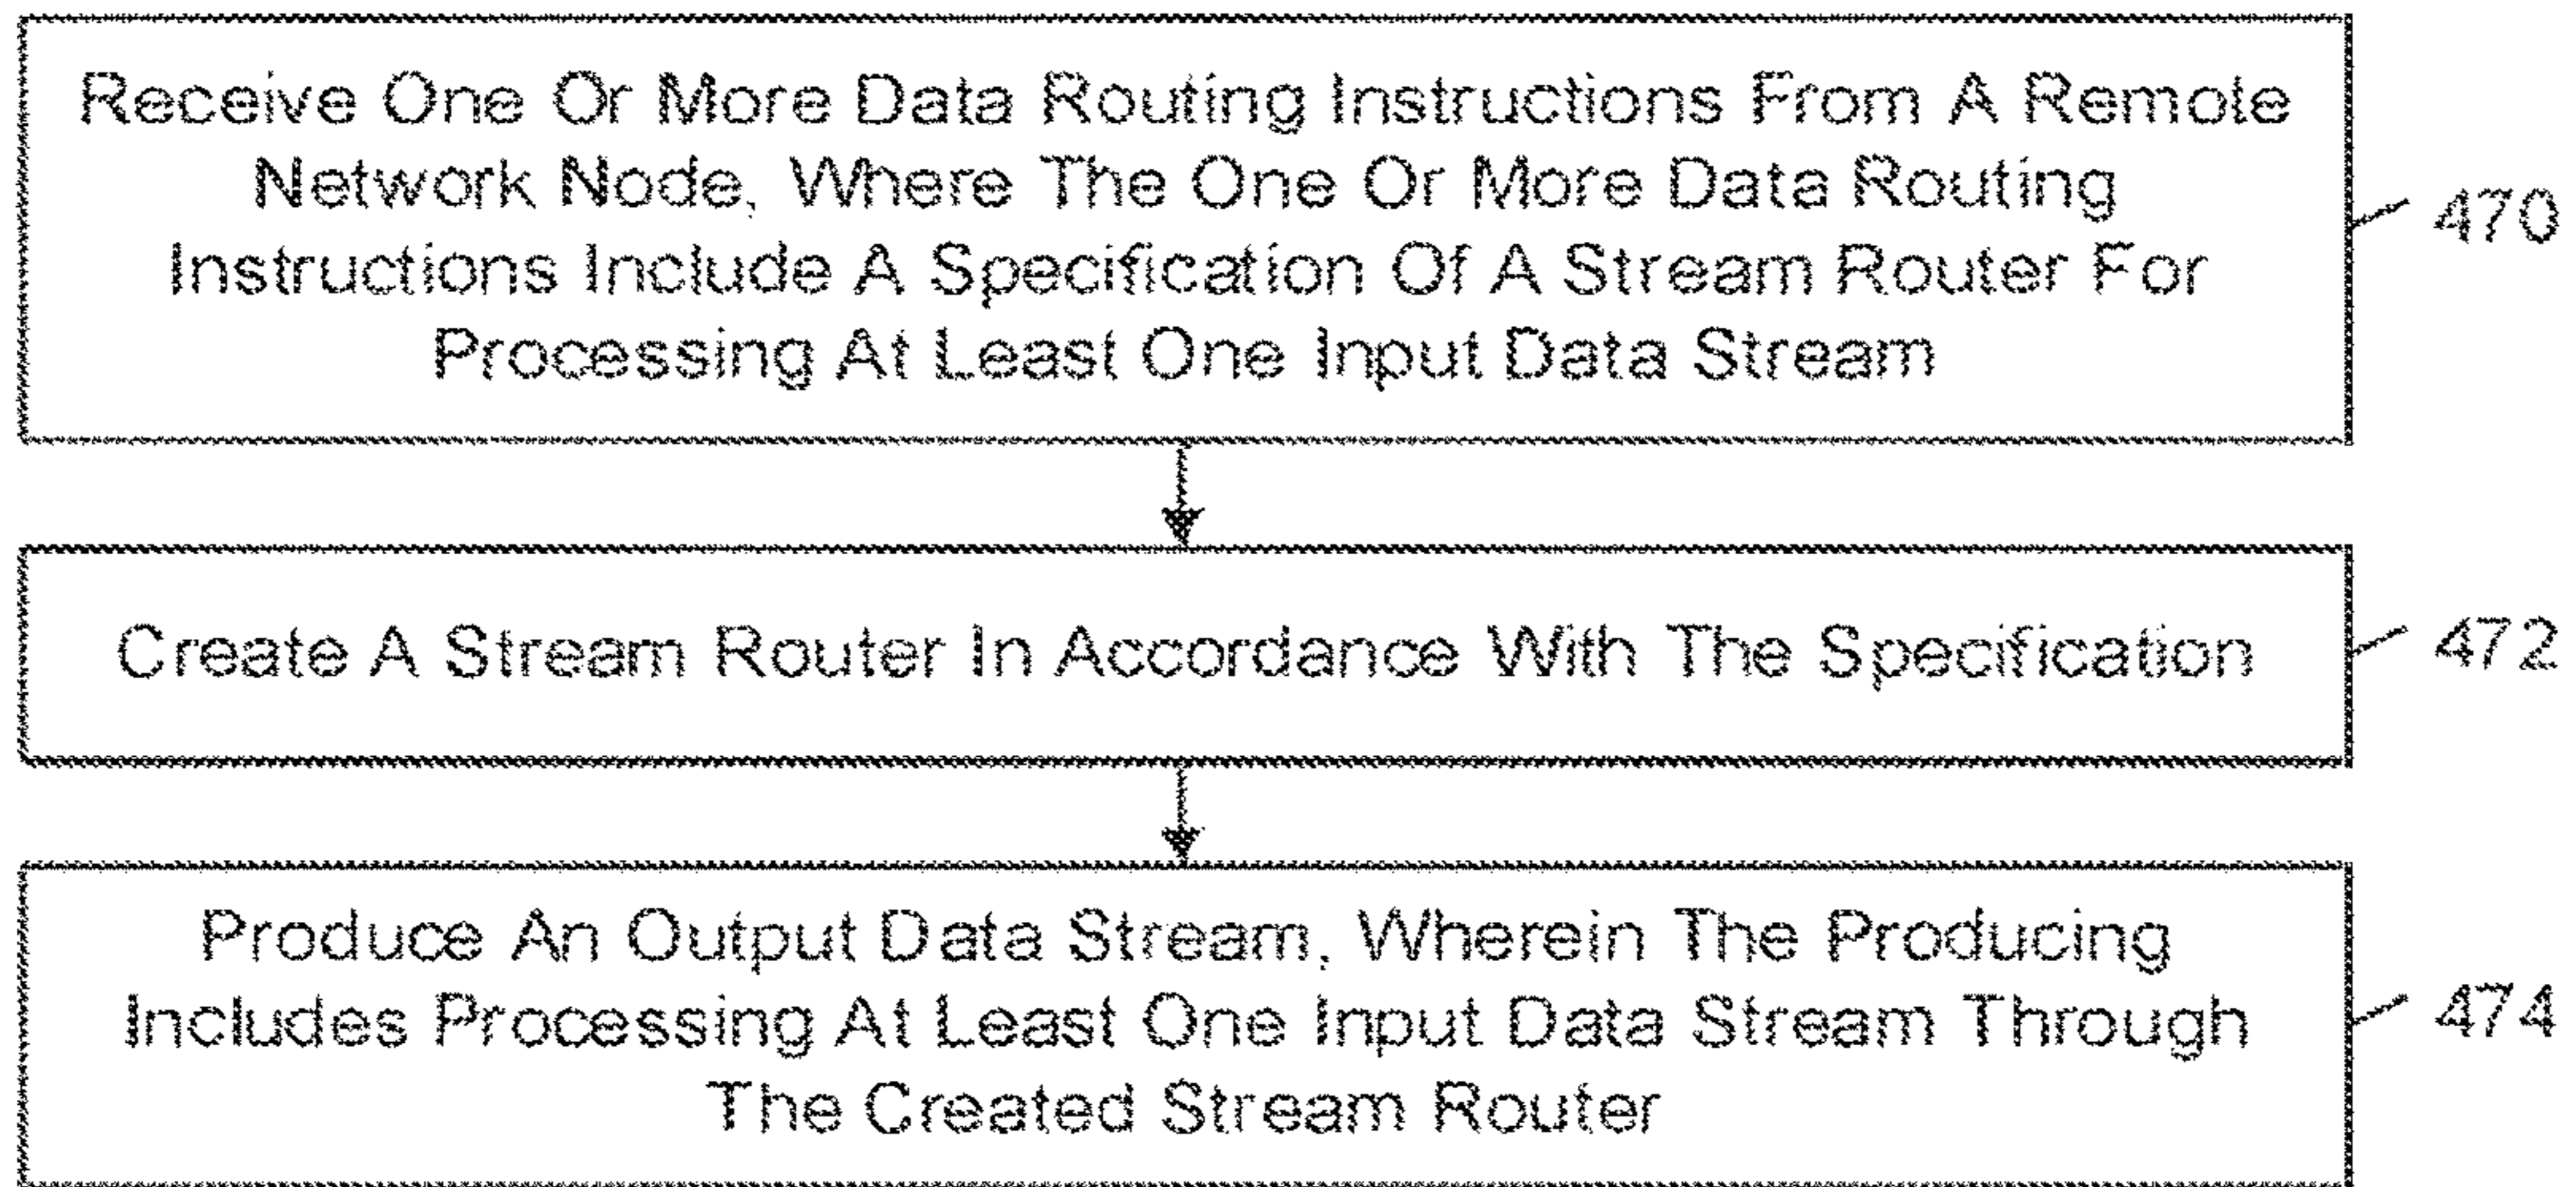 Receive One Or More Data Routing Instructions From A Remote
Network Node, Where The One Or More Data Routing
Instructions Include A Specification Of A Stream Router For
Processing At Least One Input Data Stream
470
Create A Stream Router In Accordance With The Specification
472
Produce An Output Data Stream, Wherein The Producing
Includes Processing At Least One Input Data Stream Through
The Created Stream Router
474